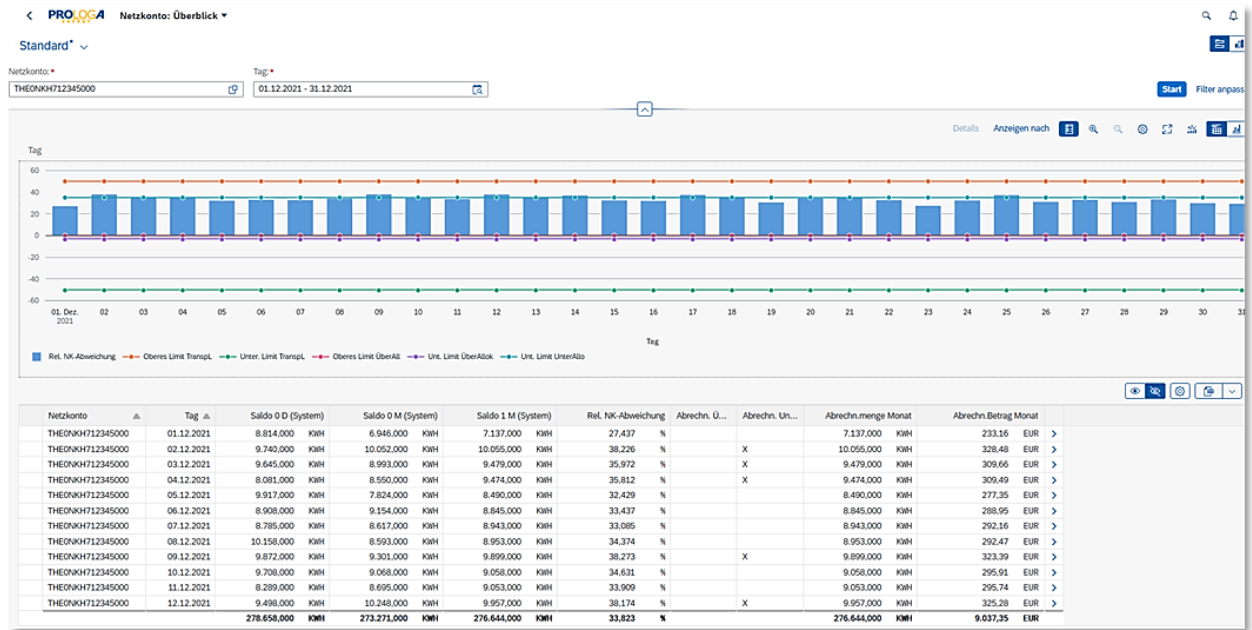 PROLOGA
ENERGY
Netzkonto: Überblick
Standard*
Netzkonto:*
Tag:*
THE0NKH712345000
01.12.2021 - 31.12.2021
Start
Filter anpass
Details Anzeigen nach
Tag
60
40
20
0
-20
-40
-60
01. Dez. 02 03 04 05 06 07 08 09 10 11 12 13 14 15 16 17 18 19 20 21 22 23 24 25 26 27 28 29 30 31
2021
Tag
Rel. NK-Abweichung Oberes Limit TranspL Unter. Limit TranspL Oberes Limit ÜberAll Unt. Limit ÜberAllok Unt. Limit UnterAllo
Netzkonto Tag Saldo 0 D (System) Saldo 0 M (System) Saldo 1 M (System) Rel. NK-Abweichung Abrechn. Ü... Abrechn. Un... Abrechn.menge Monat Abrechn.Betrag Monat
THE0NKH712345000 01.12.2021 8.814,000 KWH 6.946,000 KWH 7.137,000 KWH 27,437 % 7.137,000 KWH 233,16 EUR
THE0NKH712345000 02.12.2021 9.740,000 KWH 10.052,000 KWH 10.055,000 KWH 38,226 % X 10.055,000 KWH 328,48 EUR
THE0NKH712345000 03.12.2021 9.645,000 KWH 8.993,000 KWH 9.479,000 KWH 35,972 % X 9.479,000 KWH 309,66 EUR
THE0NKH712345000 04.12.2021 8.081,000 KWH 8.550,000 KWH 9.474,000 KWH 35,812 % X 9.474,000 KWH 309,49 EUR
THE0NKH712345000 05.12.2021 9.917,000 KWH 7.824,000 KWH 8.490,000 KWH 32,429 % 8.490,000 KWH 277,35 EUR
THE0NKH712345000 06.12.2021 8.908,000 KWH 9.154,000 KWH 8.845,000 KWH 33,437 % 8.845,000 KWH 288,95 EUR
THE0NKH712345000 07.12.2021 8.785,000 KWH 8.617,000 KWH 8.943,000 KWH 33,085 % 8.943,000 KWH 292,16 EUR
THE0NKH712345000 08.12.2021 10.158,000 KWH 8.593,000 KWH 8.953,000 KWH 34,374 % 8.953,000 KWH 292,47 EUR
THE0NKH712345000 09.12.2021 9.872,000 KWH 9.301,000 KWH 9.899,000 KWH 38,273 % X 9.899,000 KWH 323,39 EUR
THE0NKH712345000 10.12.2021 9.708,000 KWH 9.068,000 KWH 9.058,000 KWH 34,631 % 9.058,000 KWH 295,91 EUR
THE0NKH712345000 11.12.2021 8.289,000 KWH 8.695,000 KWH 9.053,000 KWH 33,909 % 9.053,000 KWH 295,74 EUR
THE0NKH712345000 12.12.2021 9.498,000 KWH 10.248,000 KWH 9.957,000 KWH 38,174 % X 9.957,000 KWH 325,28 EUR
278.658,000 KWH 273.271,000 KWH 276.644,000 KWH 33,823 % 276.644,000 KWH 9.037,35 EUR